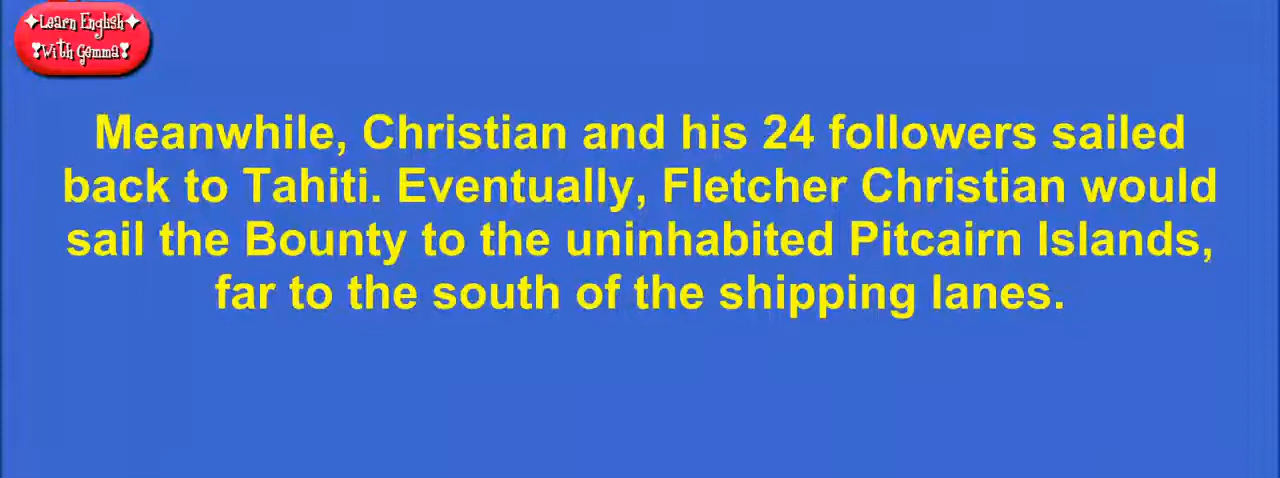 ✦Learn English✦
❣With Gemma❣
Meanwhile, Christian and his 24 followers sailed
back to Tahiti. Eventually, Fletcher Christian would
sail the Bounty to the uninhabited Pitcairn Islands,
far to the south of the shipping lanes.